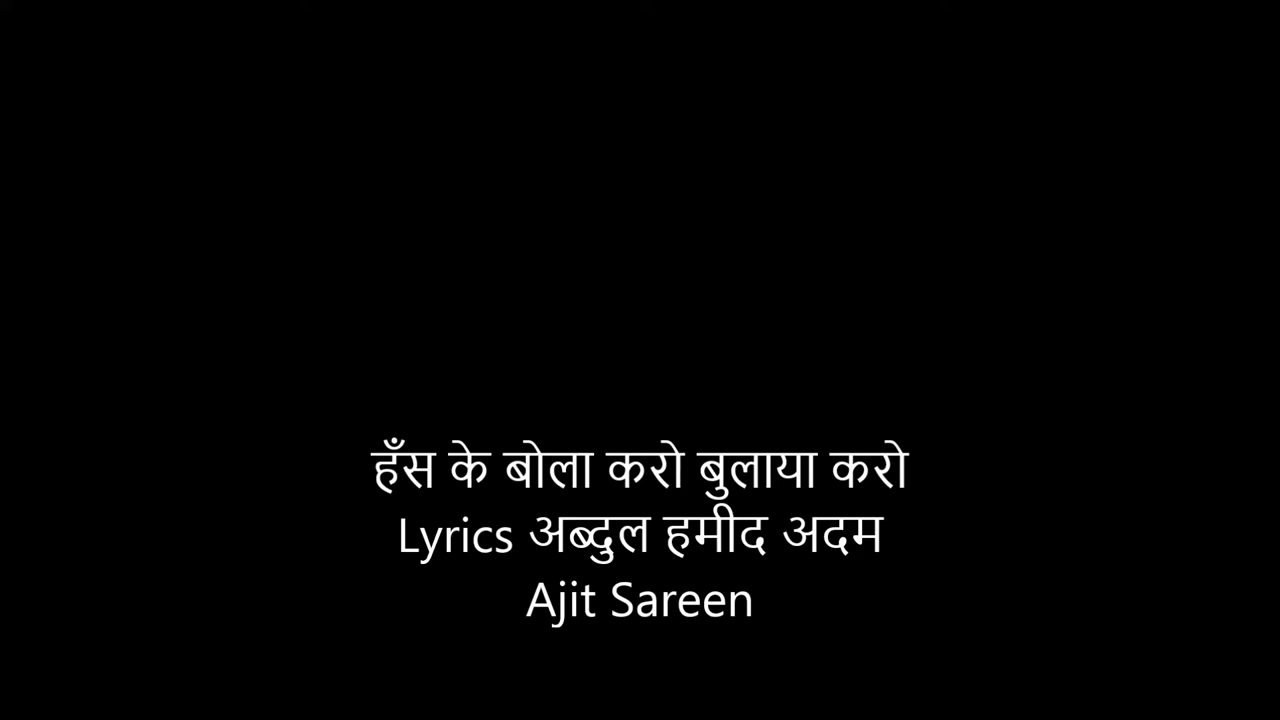 हँस के बोला करो बुलाया करो
Lyrics अब्दुल हमीद अदम
Ajit Sareen